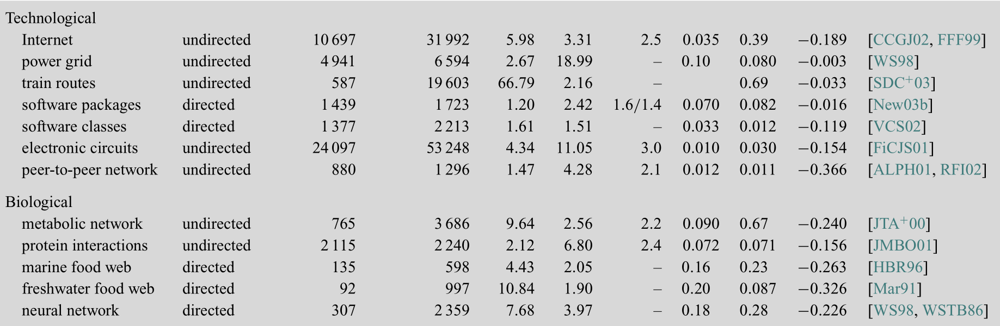 Technological
Internet undirected 10 697 31 992 5.98 3.31 2.5 0.035 0.39 −0.189 [CCGJ02, FFF99]
power grid undirected 4 941 6 594 2.67 18.99 – 0.10 0.080 −0.003 [WS98]
train routes undirected 587 19 603 66.79 2.16 – 0.69 −0.033 [SDC+03]
software packages directed 1 439 1 723 1.20 2.42 1.6/1.4 0.070 0.082 −0.016 [New03b]
software classes directed 1 377 2 213 1.61 1.51 – 0.033 0.012 −0.119 [VCS02]
electronic circuits undirected 24 097 53 248 4.34 11.05 3.0 0.010 0.030 −0.154 [FiCJS01]
peer-to-peer network undirected 880 1 296 1.47 4.28 2.1 0.012 0.011 −0.366 [ALPH01, RFI02]
Biological
metabolic network undirected 765 3 686 9.64 2.56 2.2 0.090 0.67 −0.240 [JTA+00]
protein interactions undirected 2 115 2 240 2.12 6.80 2.4 0.072 0.071 −0.156 [JMBO01]
marine food web directed 135 598 4.43 2.05 – 0.16 0.23 −0.263 [HBR96]
freshwater food web directed 92 997 10.84 1.90 – 0.20 0.087 −0.326 [Mar91]
neural network directed 307 2 359 7.68 3.97 – 0.18 0.28 −0.226 [WS98, WSTB86]